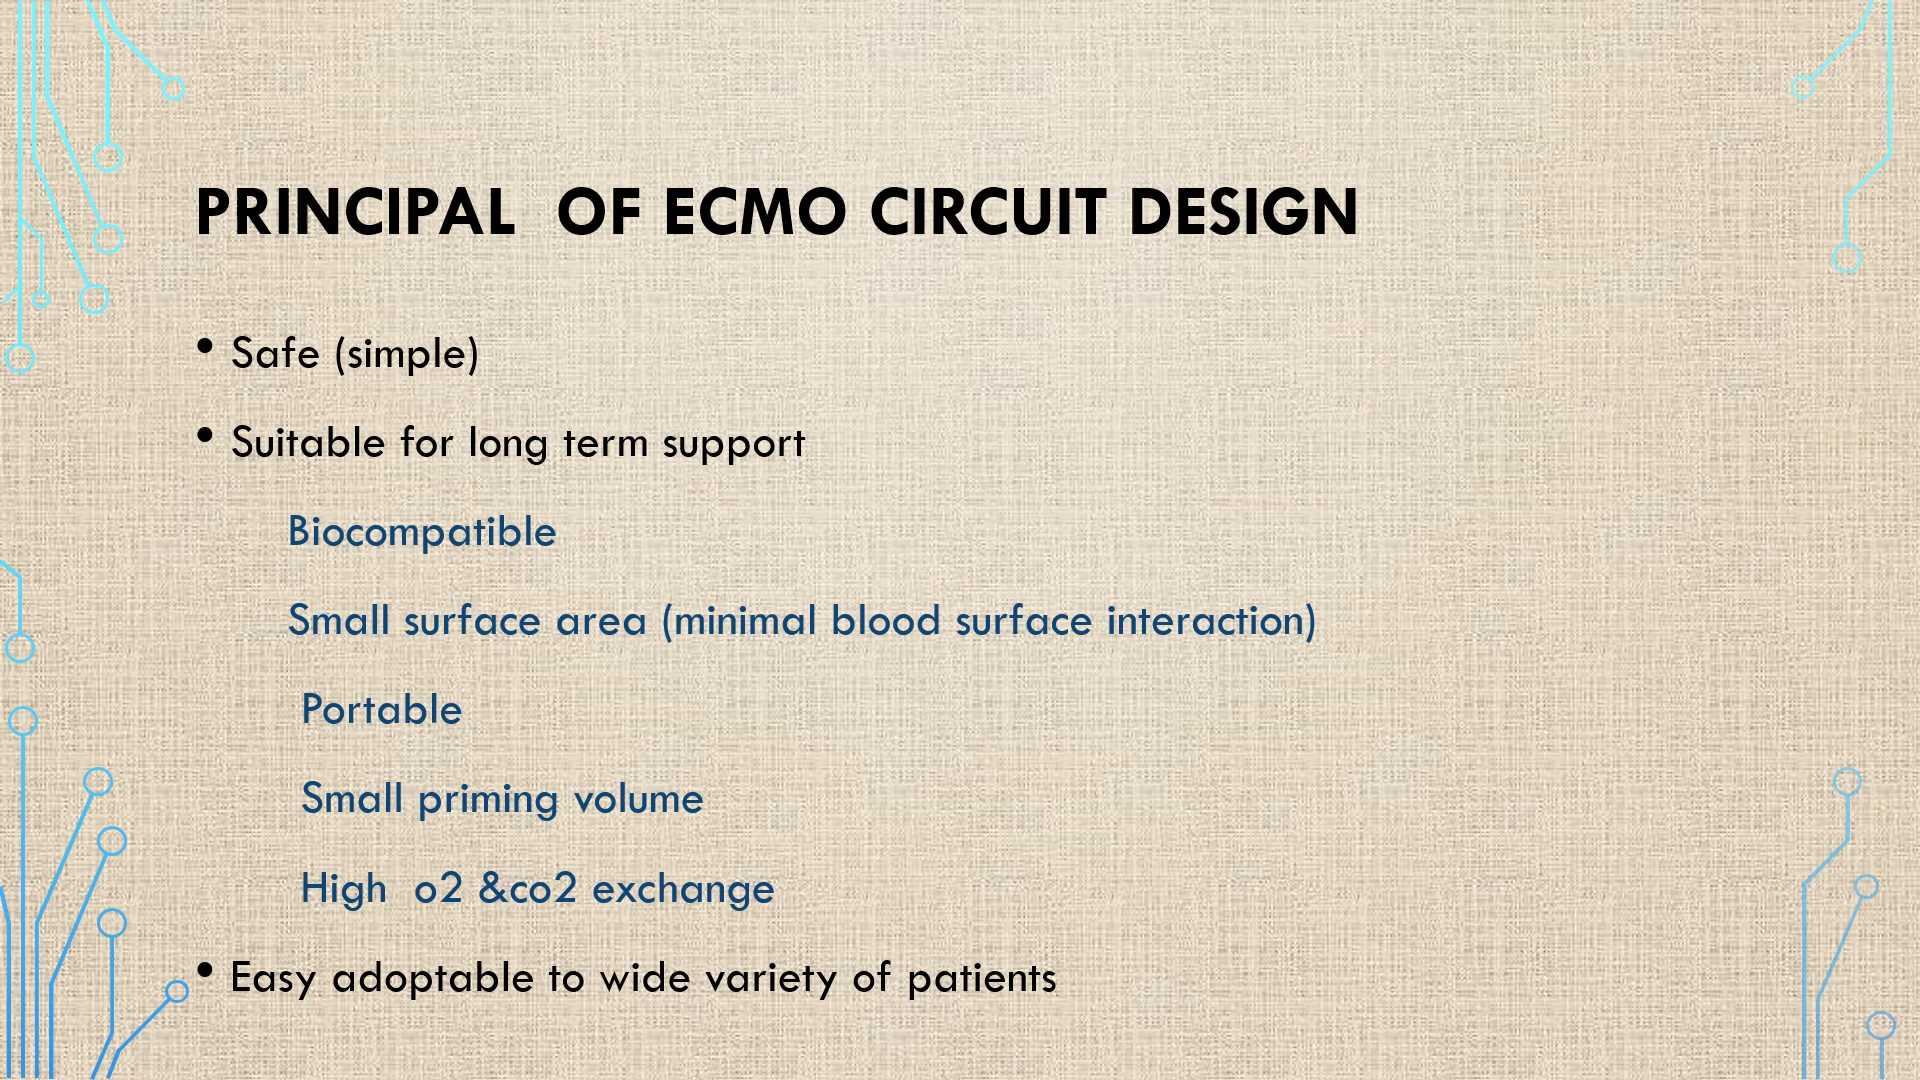 PRINCIPAL  OF ECMO CIRCUIT DESIGN
• Safe (simple)
• Suitable for long term support
Biocompatible
Small surface area (minimal blood surface interaction)
Portable
Small priming volume
High  o2 &co2 exchange
• Easy adoptable to wide variety of patients